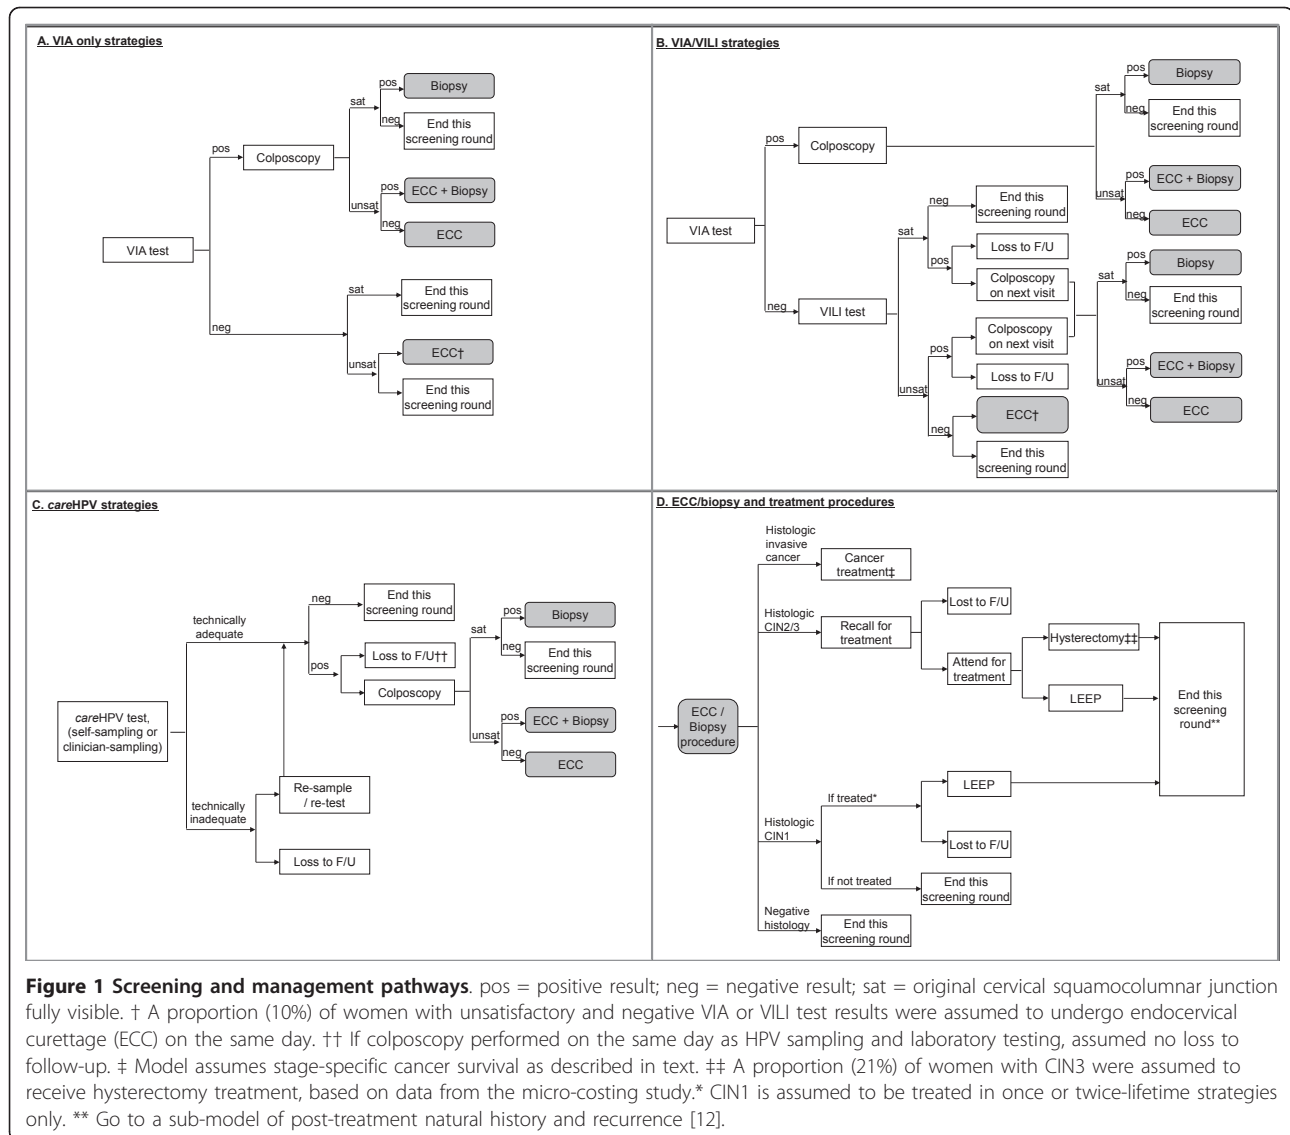 A. VIA only strategies
pos
Biopsy
sat
neg
End this
screening round
pos
Colposcopy
pos
ECC + Biopsy
unsat
neg
ECC
VIA test
sat
End this
screening round
neg
ECC†
unsat
End this
screening round
B. VIA/VILI strategies
pos
Biopsy
sat
neg
End this
screening round
pos
Colposcopy
pos
ECC + Biopsy
unsat
neg
ECC
VIA test
neg
VILI test
sat
neg
End this
screening round
pos
Loss to F/U
Colposcopy
on next visit
unsat
pos
Colposcopy
on next visit
Loss to F/U
neg
ECC†
End this
screening round
sat
pos
Biopsy
neg
End this
screening round
unsat
pos
ECC + Biopsy
neg
ECC
C. careHPV strategies
careHPV test,
(self-sampling or
clinician-sampling)
technically
adequate
neg
End this
screening round
pos
Loss to F/U††
Colposcopy
sat
pos
Biopsy
neg
End this
screening round
unsat
pos
ECC + Biopsy
neg
ECC
technically
inadequate
Re-sample
/ re-test
Loss to F/U
D. ECC/biopsy and treatment procedures
ECC /
Biopsy
procedure
Histologic
invasive
cancer
Cancer
treatment‡
Histologic
CIN2/3
Recall for
treatment
Lost to F/U
Attend for
treatment
Hysterectomy‡‡
LEEP
End this
screening
round**
Histologic
CIN1
If treated*
LEEP
Lost to F/U
If not treated
End this
screening round
Negative
histology
End this
screening round
Figure 1 Screening and management pathways. pos = positive result; neg = negative result; sat = original cervical squamocolumnar junction
fully visible. † A proportion (10%) of women with unsatisfactory and negative VIA or VILI test results were assumed to undergo endocervical
curettage (ECC) on the same day. †† If colposcopy performed on the same day as HPV sampling and laboratory testing, assumed no loss to
follow-up. ‡ Model assumes stage-specific cancer survival as described in text. ‡‡ A proportion (21%) of women with CIN3 were assumed to
receive hysterectomy treatment, based on data from the micro-costing study.* CIN1 is assumed to be treated in once or twice-lifetime strategies
only. ** Go to a sub-model of post-treatment natural history and recurrence [12].